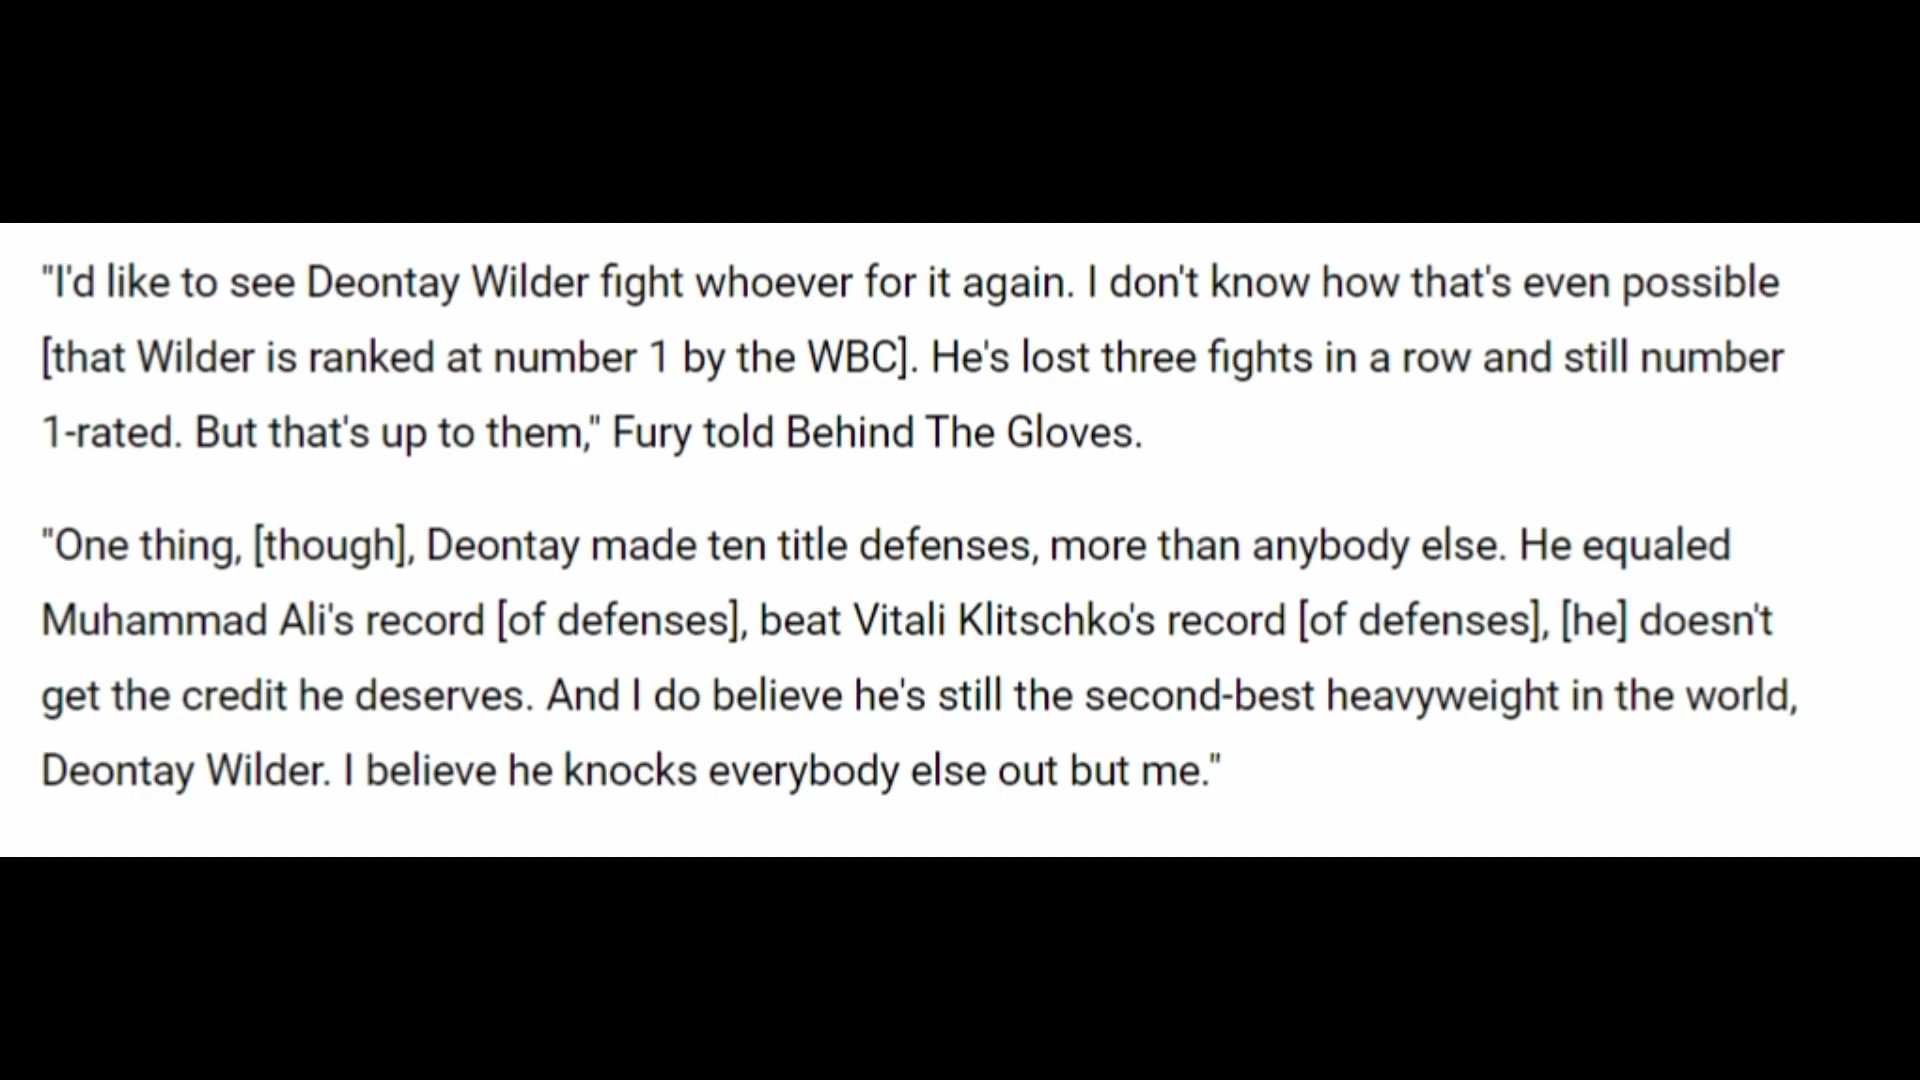 "I'd like to see Deontay Wilder fight whoever for it again. I don't know how that's even possible
[that Wilder is ranked at number 1 by the WBC]. He's lost three fights in a row and still number
1-rated. But that's up to them," Fury told Behind The Gloves.
"One thing, [though], Deontay made ten title defenses, more than anybody else. He equaled
Muhammad Ali's record [of defenses], beat Vitali Klitschko's record [of defenses], [he] doesn't
get the credit he deserves. And I do believe he's still the second-best heavyweight in the world,
Deontay Wilder. I believe he knocks everybody else out but me."